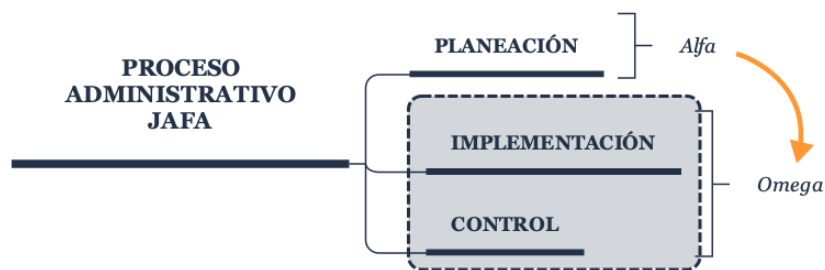 PROCESO
ADMINISTRATIVO
JAFA
PLANEACIÓN
Alfa
IMPLEMENTACIÓN
CONTROL
Omega